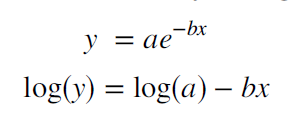 y = ae^{-bx}
log(y) = log(a) − bx